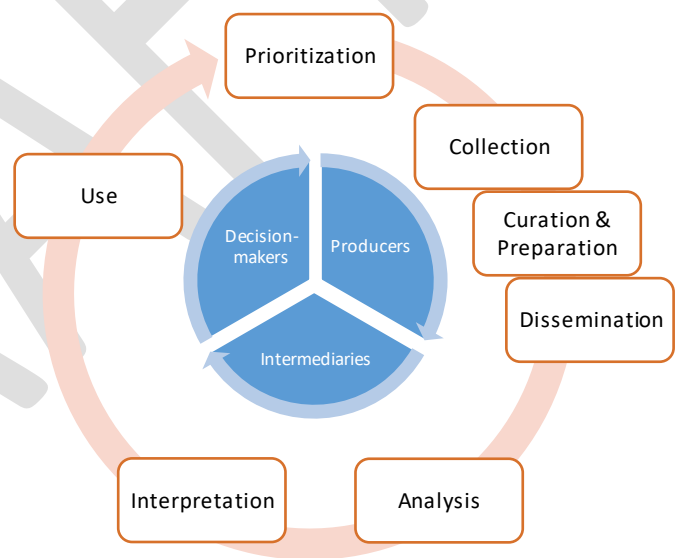 Prioritization
Collection
Curation &
Preparation
Dissemination
Analysis
Interpretation
Use
Decision-
makers
Producers
Intermediaries